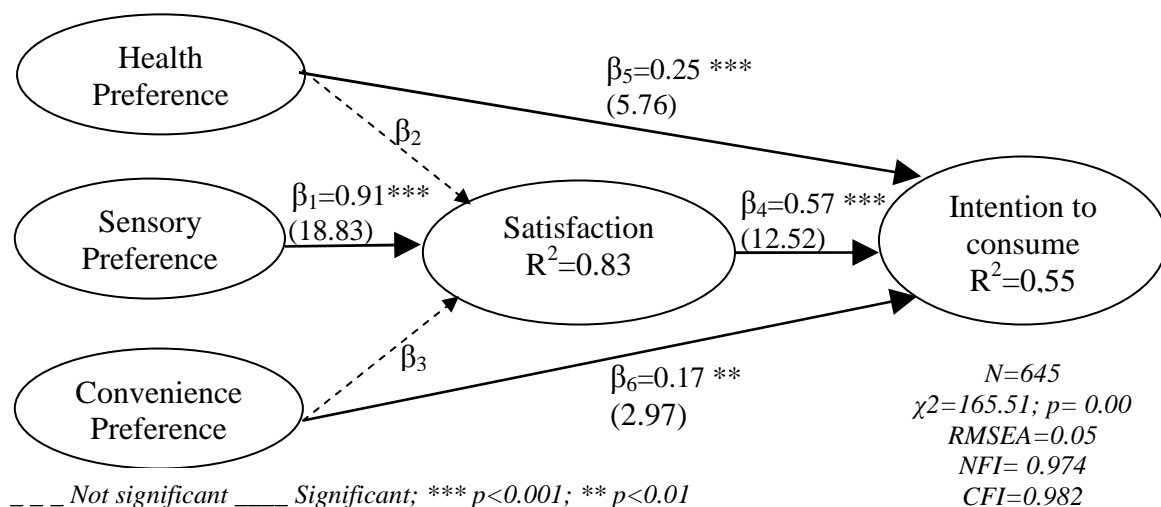 Health
Preference
β5=0.25 ***
(5.76)
β2
β1=0.91***
(18.83)
Sensory
Preference
Satisfaction
R²=0.83
β4=0.57 ***
(12.52)
Intention to
consume
R²=0,55
β3
Convenience
Preference
β6=0.17 **
(2.97)
N=645
χ2=165.51; p= 0.00
RMSEA=0.05
NFI= 0.974
CFI=0.982
_ _ _ Not significant ____ Significant; *** p<0.001; ** p<0.01